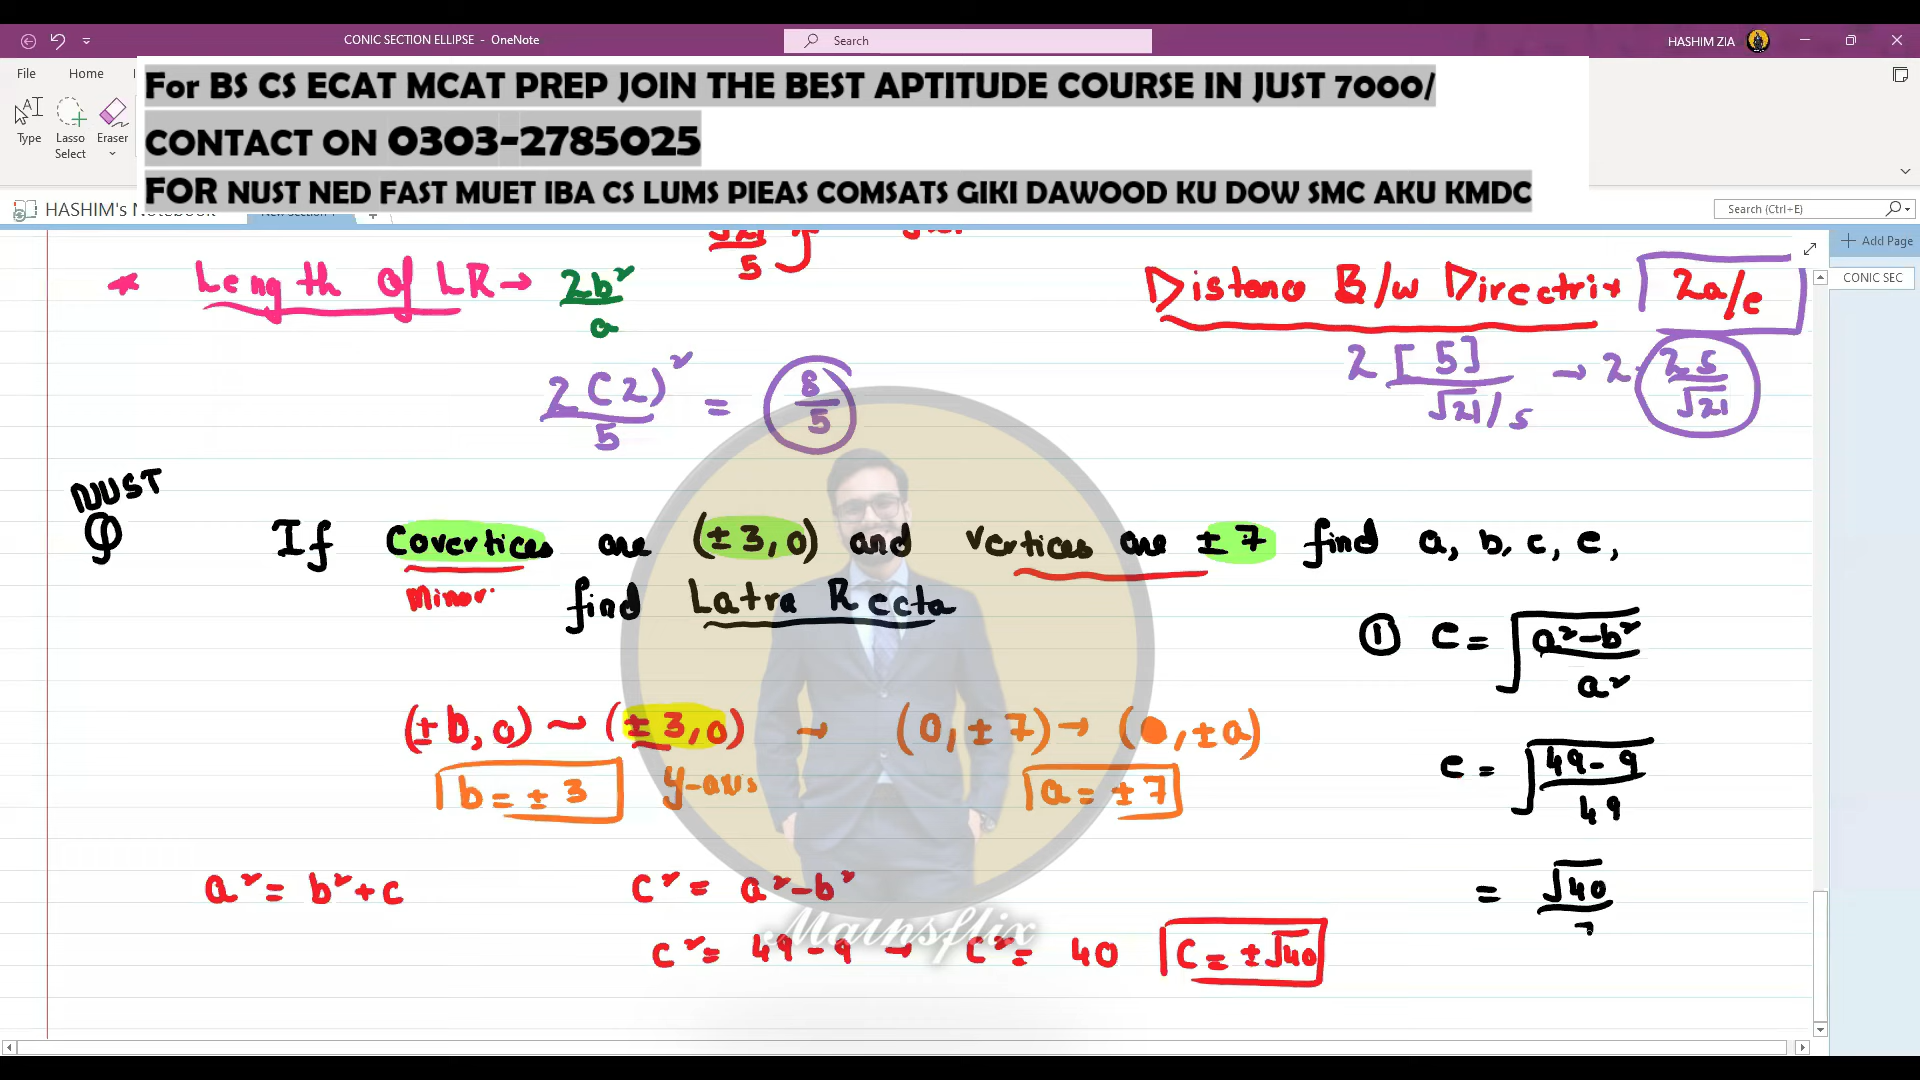 CONIC SECTION ELLIPSE - OneNote
Search
HASHIM ZIA
File
Home
For BS CS ECAT MCAT PREP JOIN THE BEST APTITUDE COURSE IN JUST 7000/
CONTACT ON 0303-2785025
FOR NUST NED FAST MUET IBA CS LUMS PIEAS COMSATS GIKI DAWOOD KU DOW SMC AKU KMDC
Type
Lasso Select
Eraser
HASHIM's Notebook
Search (Ctrl+E)
Add Page
CONIC SEC
* Length Of LR → 2b²/a
Distanc B/w Directrix 2a/e
2(2)²/5 = 8/5
2[5]/√21/5 → 2· 25/√21
NUST
Q If Covertices are (±3,0) and Vertices are ±7 find a, b, c, e,
Minor
find Latra Recta
① e = √(a²-b²/a²)
(±b,0) ~ (±3,0) → (0,±7) → (0,±a)
b = ±3 y-axis a = ±7
e = √(49-9/49)
a² = b²+c c² = a²-b²
= √40/7
c² = 49-9 → c² = 40 C = ±√40
Mainsflix